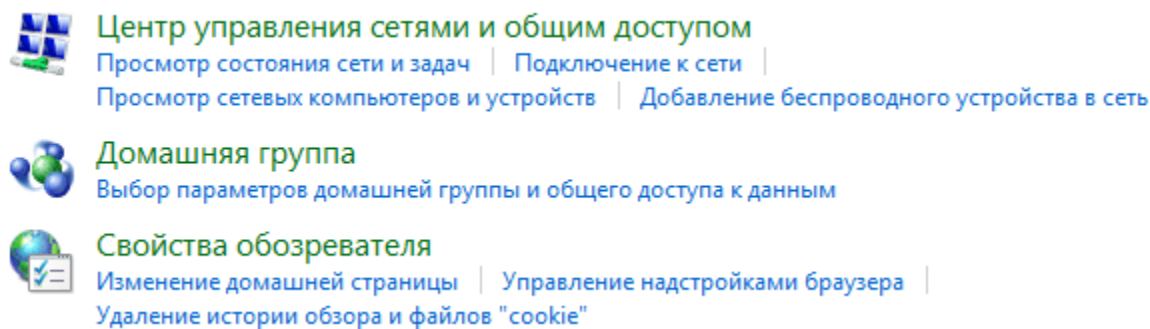 Центр управления сетями и общим доступом
Просмотр состояния сети и задач Подключение к сети
Просмотр сетевых компьютеров и устройств Добавление беспроводного устройства в сеть
Домашняя группа
Выбор параметров домашней группы и общего доступа к данным
Свойства обозревателя
Изменение домашней страницы Управление надстройками браузера
Удаление истории обзора и файлов "cookie"